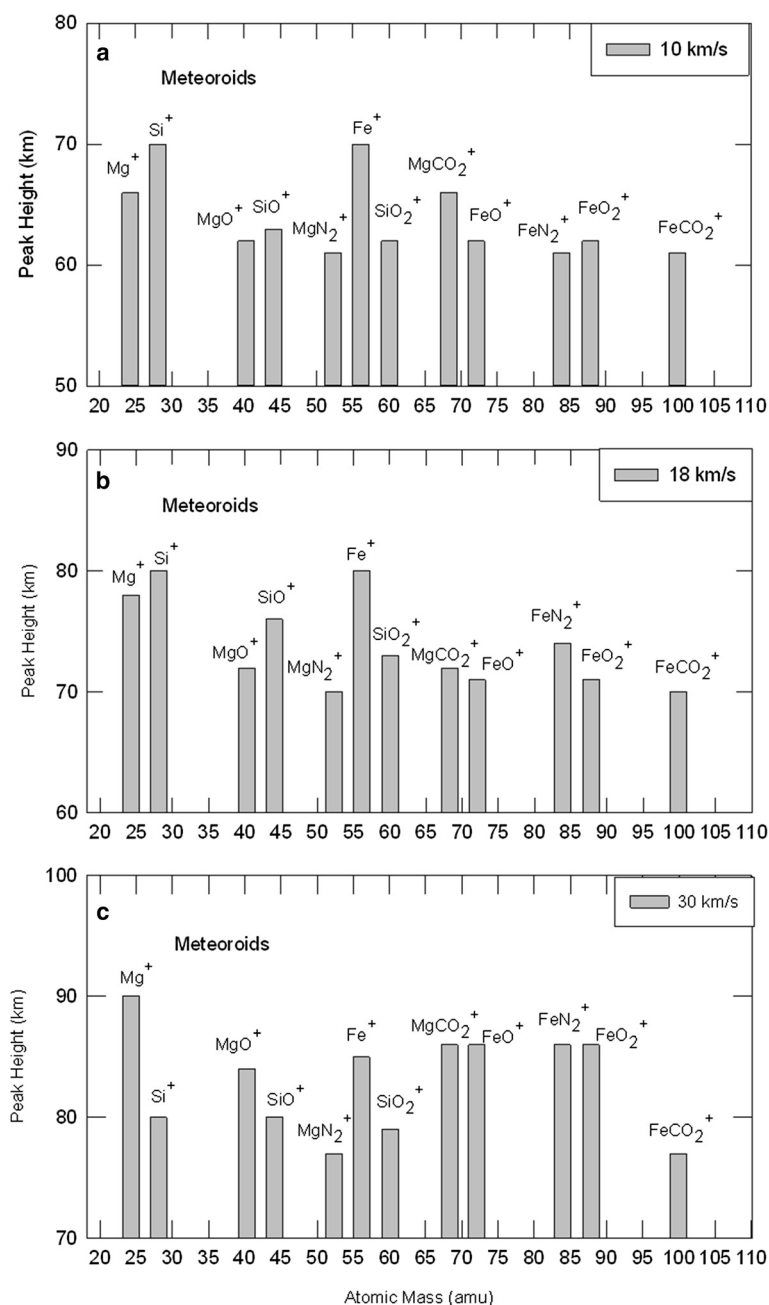 80
a
10 km/s
Meteoroids
Si+
Fe+
Mg+
MgCO2+
70
MgO+ SiO+ MgN2+ SiO2+ FeO+ FeN2+ FeO2+ FeCO2+
Peak Height (km)
60
50
20 25 30 35 40 45 50 55 60 65 70 75 80 85 90 95 100 105 110
90
b
18 km/s
Meteoroids
Mg+ Si+ Fe+
80
SiO+
MgO+ MgN2+ SiO2+ MgCO2+ FeO+ FeN2+ FeO2+ FeCO2+
Peak Height (km)
70
60
20 25 30 35 40 45 50 55 60 65 70 75 80 85 90 95 100 105 110
100
c
30 km/s
Meteoroids
Mg+
90
Si+ MgO+ SiO+ MgN2+ Fe+ SiO2+ MgCO2+ FeO+ FeN2+ FeO2+ FeCO2+
Peak Height (km)
80
70
20 25 30 35 40 45 50 55 60 65 70 75 80 85 90 95 100 105 110
Atomic Mass (amu)